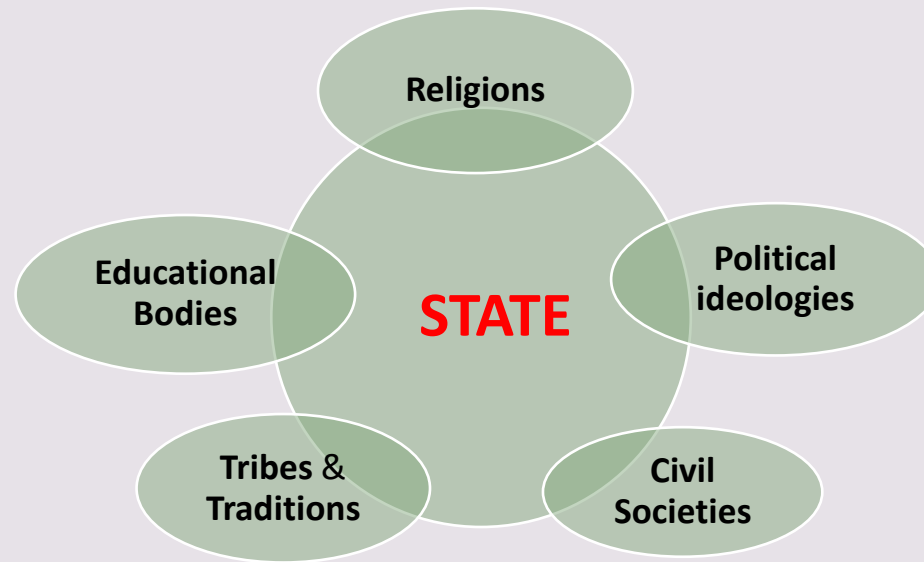 Religions
Educational
Bodies
Political
ideologies
STATE
Tribes &
Traditions
Civil
Societies